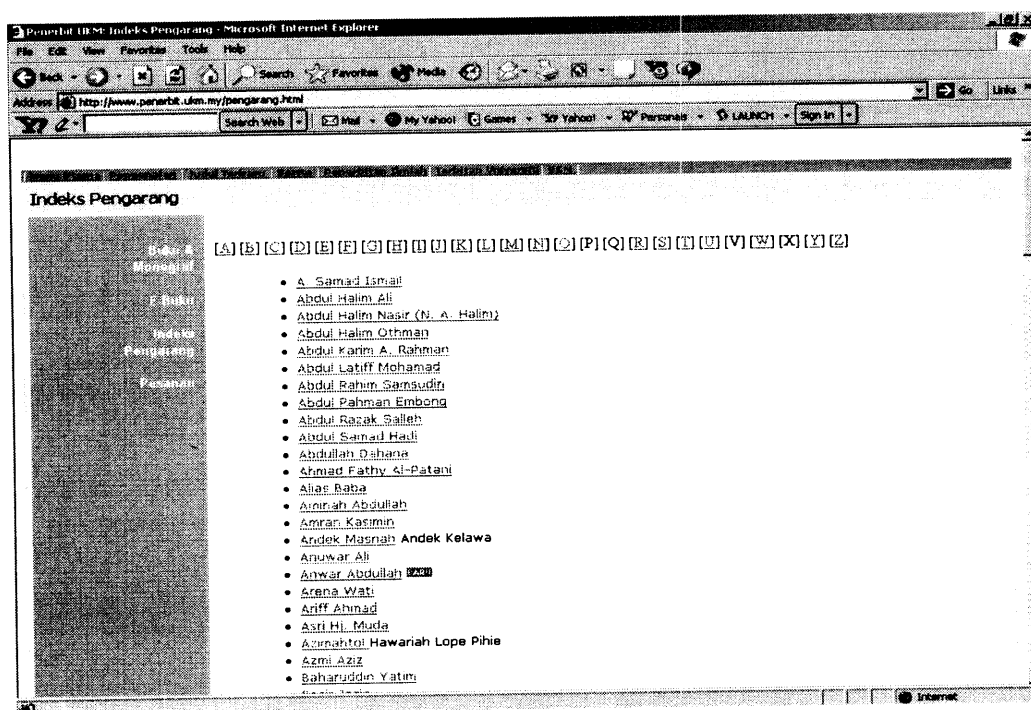 Penerbit UKM: Indeks Pengarang - Microsoft Internet Explorer
File Edit View Favorites Tools Help
Back Search Favorites Media
Address http://www.penerbit.ukm.my/pengarang.html Go Links
Search Web Mail My Yahoo! Games Yahoo! Personals LAUNCH Sign In
Indeks Pengarang
Buku &
Monograf
E Buku
Indeks
Pengarang
Pesanan
[A] [B] [C] [D] [E] [F] [G] [H] [I] [J] [K] [L] [M] [N] [O] [P] [Q] [R] [S] [T] [U] [V] [W] [X] [Y] [Z]
A. Samad Ismail
Abdul Halim Ali
Abdul Halim Nasir (N. A. Halim)
Abdul Halim Othman
Abdul Karim A. Rahman
Abdul Latiff Mohamad
Abdul Rahim Samsudin
Abdul Rahman Embong
Abdul Razak Salleh
Abdul Samad Hadi
Abdullah Dahana
Ahmad Fathy Al-Patani
Alias Baba
Aminah Abdullah
Amran Kasimin
Andek Masnah Andek Kelawa
Anuwar Ali
Anwar Abdullah BARU
Arena Wati
Ariff Ahmad
Asri Hj. Muda
Azimahtol Hawariah Lope Pihie
Azmi Aziz
Baharuddin Yatim
Internet